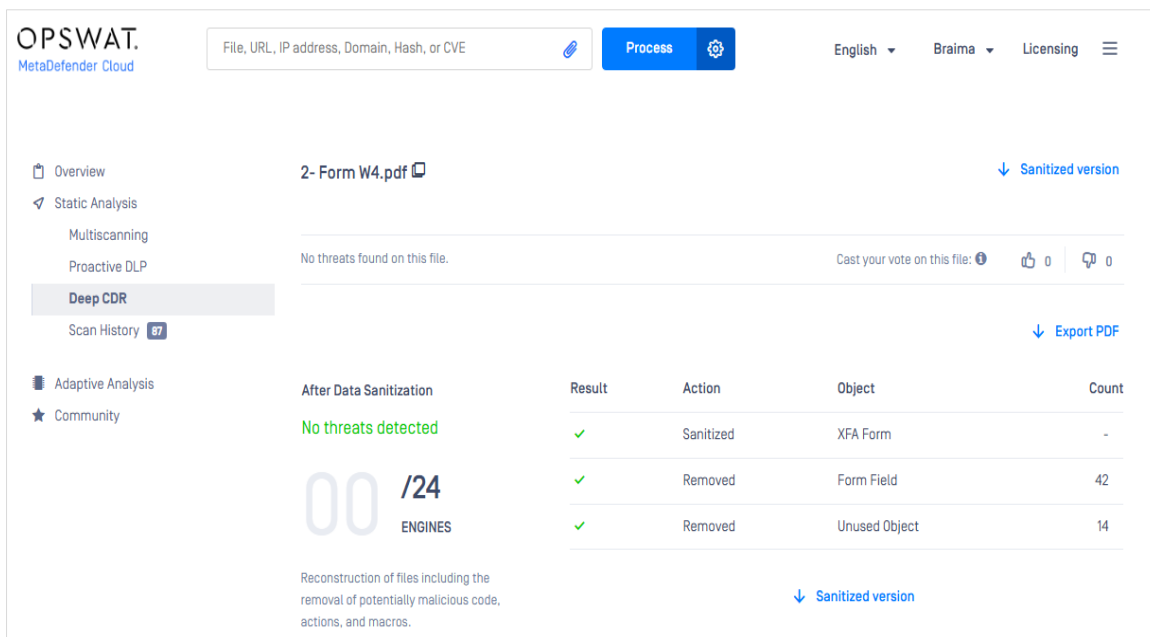 OPSWAT.
MetaDefender Cloud
File, URL, IP address, Domain, Hash, or CVE
Process
English
Braima
Licensing
Overview
Static Analysis
Multiscanning
Proactive DLP
Deep CDR
Scan History 87
Adaptive Analysis
Community
2- Form W4.pdf
Sanitized version
No threats found on this file.
Cast your vote on this file:
0
0
Export PDF
After Data Sanitization
No threats detected
00 /24
ENGINES
Reconstruction of files including the
removal of potentially malicious code,
actions, and macros.
Result Action Object Count
Sanitized XFA Form -
Removed Form Field 42
Removed Unused Object 14
Sanitized version